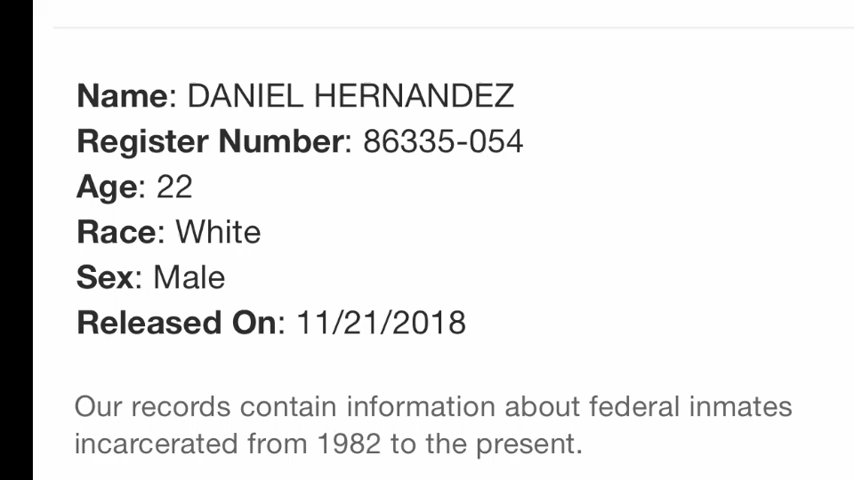 Name: DANIEL HERNANDEZ
Register Number: 86335-054
Age: 22
Race: White
Sex: Male
Released On: 11/21/2018
Our records contain information about federal inmates
incarcerated from 1982 to the present.